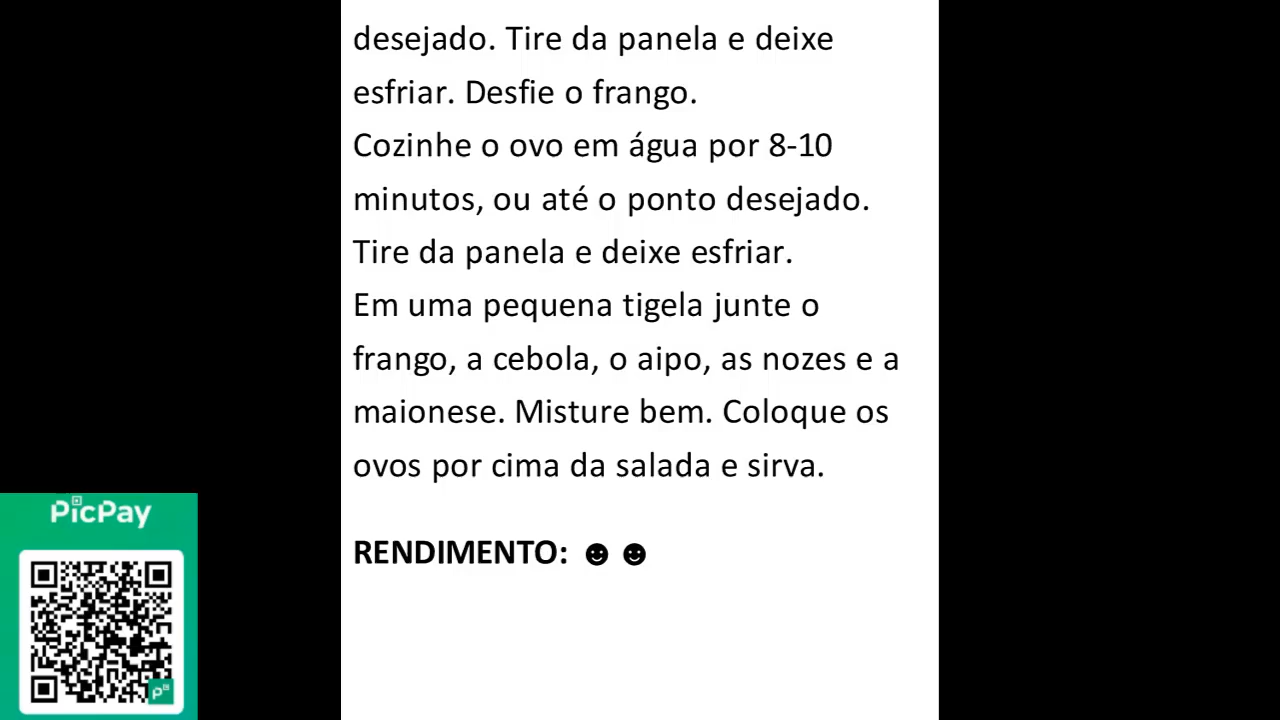 desejado. Tire da panela e deixe
esfriar. Desfie o frango.
Cozinhe o ovo em água por 8-10
minutos, ou até o ponto desejado.
Tire da panela e deixe esfriar.
Em uma pequena tigela junte o
frango, a cebola, o aipo, as nozes e a
maionese. Misture bem. Coloque os
ovos por cima da salada e sirva.
RENDIMENTO: ☻☻
PicPay